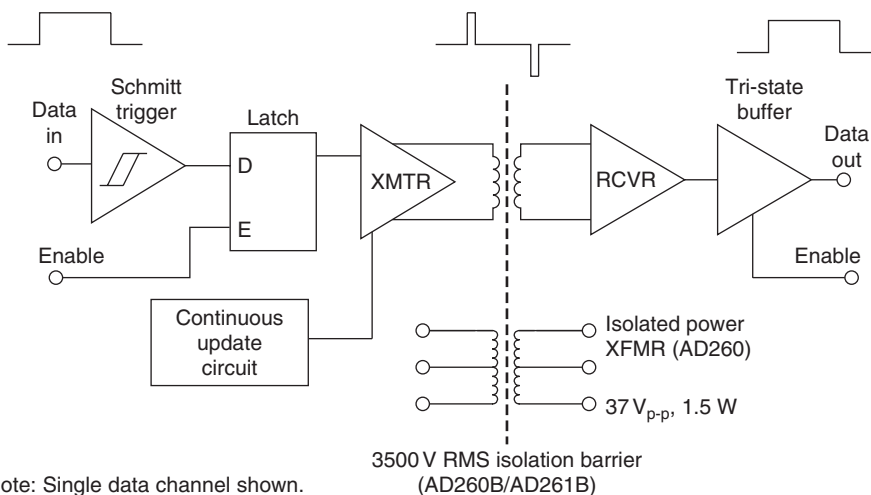 Schmitt
trigger
Data
in
Latch
D
E
Enable
XMTR
Continuous
update
circuit
RCVR
Tri-state
buffer
Data
out
Enable
Isolated power
XFMR (AD260)
37 Vp-p, 1.5 W
3500 V RMS isolation barrier
(AD260B/AD261B)
ote: Single data channel shown.